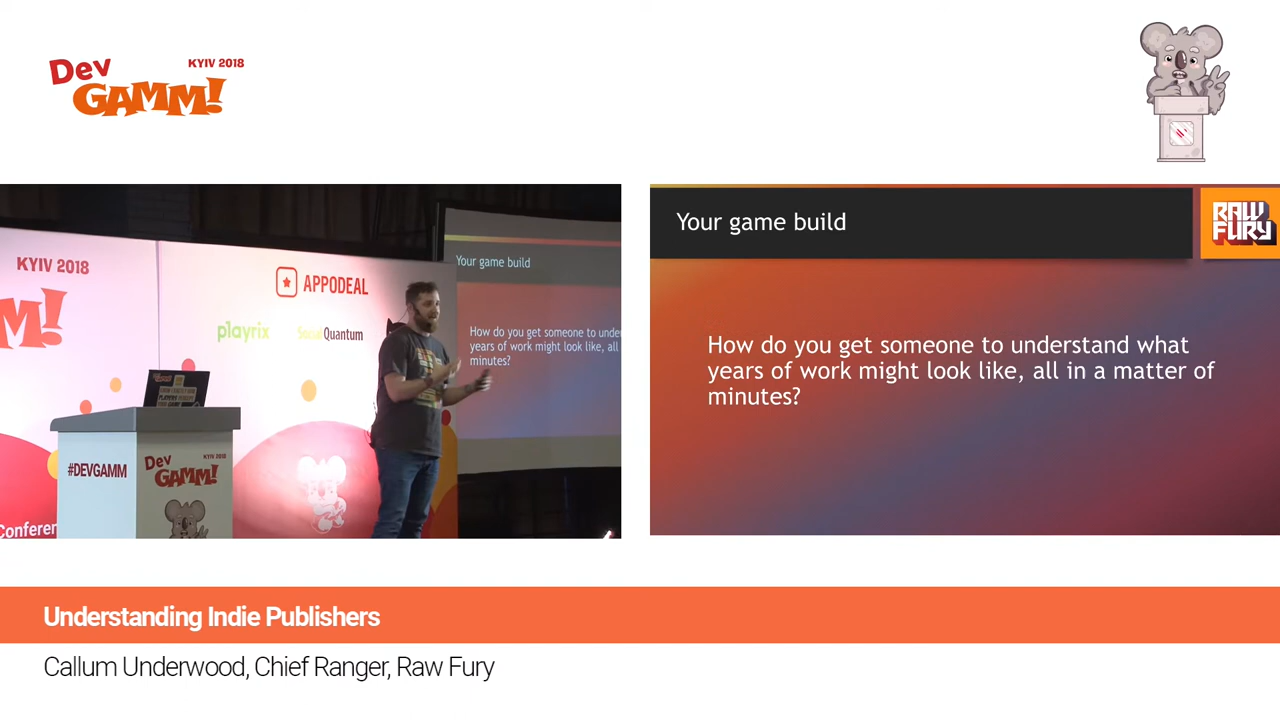 Dev
GAMM!
KYIV 2018
KYIV 2018
M!
APPODEAL
playrix
Quantum
Your game build
How do you get someone to unde
years of work might look like, all
minutes?
#DEVGAMM
Dev
GAMM!
KYIV 2018
Conferen
Your game build
RAW
FURY
How do you get someone to understand what
years of work might look like, all in a matter of
minutes?
Understanding Indie Publishers
Callum Underwood, Chief Ranger, Raw Fury